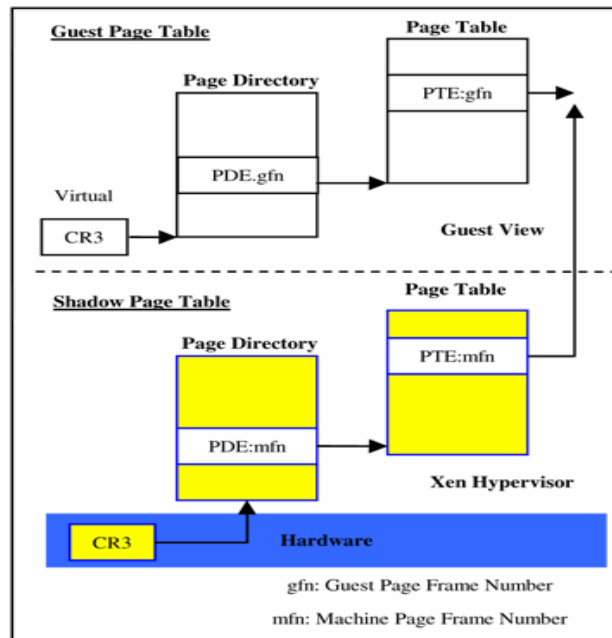 Guest Page Table
Page Table
Page Directory
PTE:gfn
PDE.gfn
Virtual
CR3
Guest View
Shadow Page Table
Page Table
Page Directory
PTE:mfn
PDE:mfn
Xen Hypervisor
CR3
Hardware
gfn: Guest Page Frame Number
mfn: Machine Page Frame Number